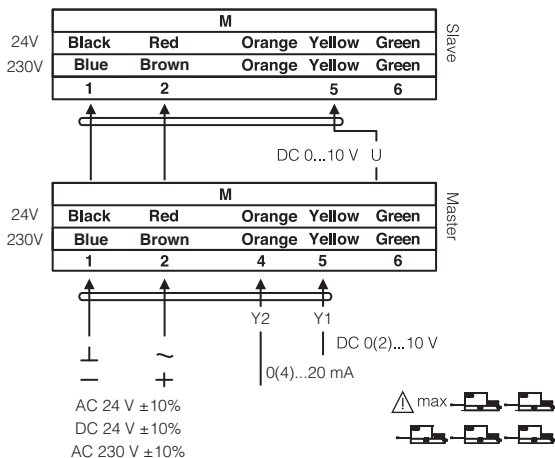 M
24V Black Red Orange Yellow Green
230V Blue Brown Orange Yellow Green
1 2 5 6
Slave
DC 0...10 V U
M
24V Black Red Orange Yellow Green
230V Blue Brown Orange Yellow Green
1 2 4 5 6
Master
Y2 Y1
⊥ ~
DC 0(2)...10 V
− +
0(4)...20 mA
AC 24 V ±10%
DC 24 V ±10%
AC 230 V ±10%
max